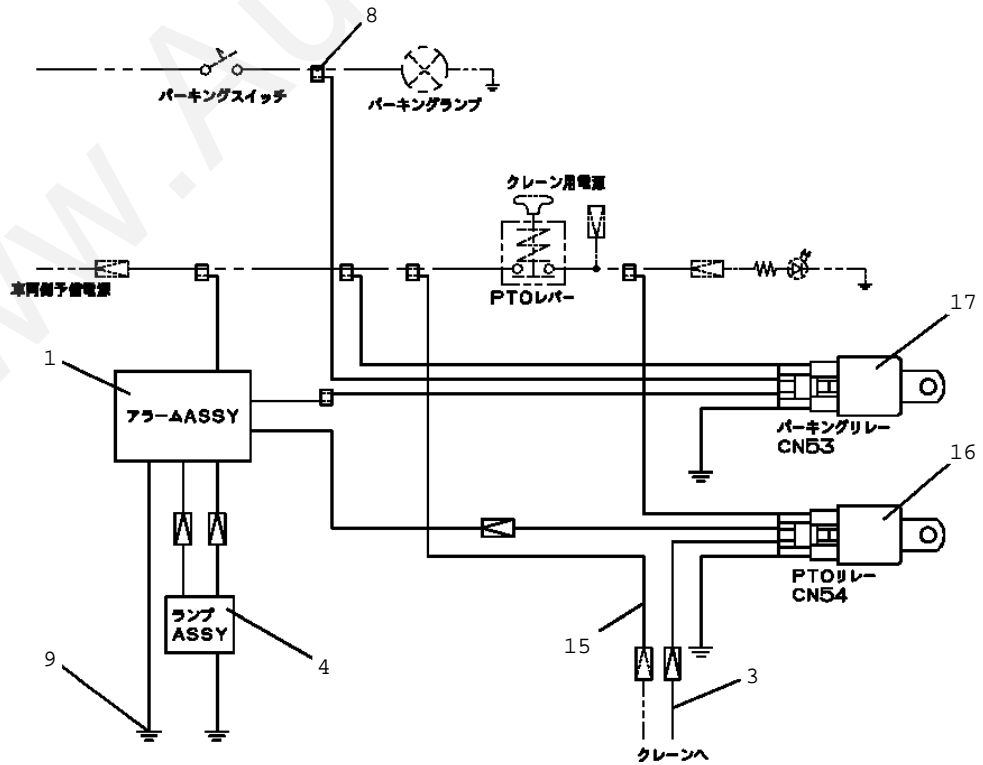 www.Au
8
パーキングスイッチ
パーキングランプ
クレーン用電源
車両側予備電源
PTOレバー
17
1
アラームASSY
パーキングリレー
CN53
16
PTOリレー
CN54
ランプ
ASSY
15
9
4
3
クレーンへ